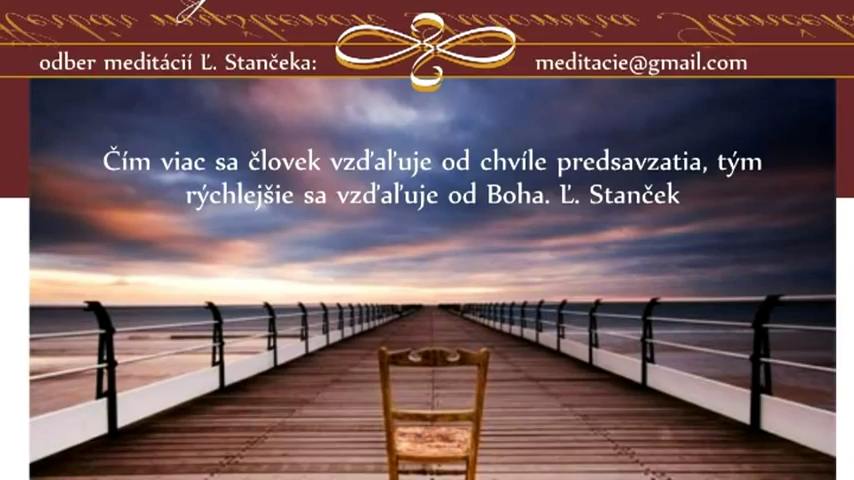 odber meditácií Ľ. Stančeka:
meditacie@gmail.com
Čím viac sa človek vzďaľuje od chvíle predsavzatia, tým
rýchlejšie sa vzďaľuje od Boha. Ľ. Stanček